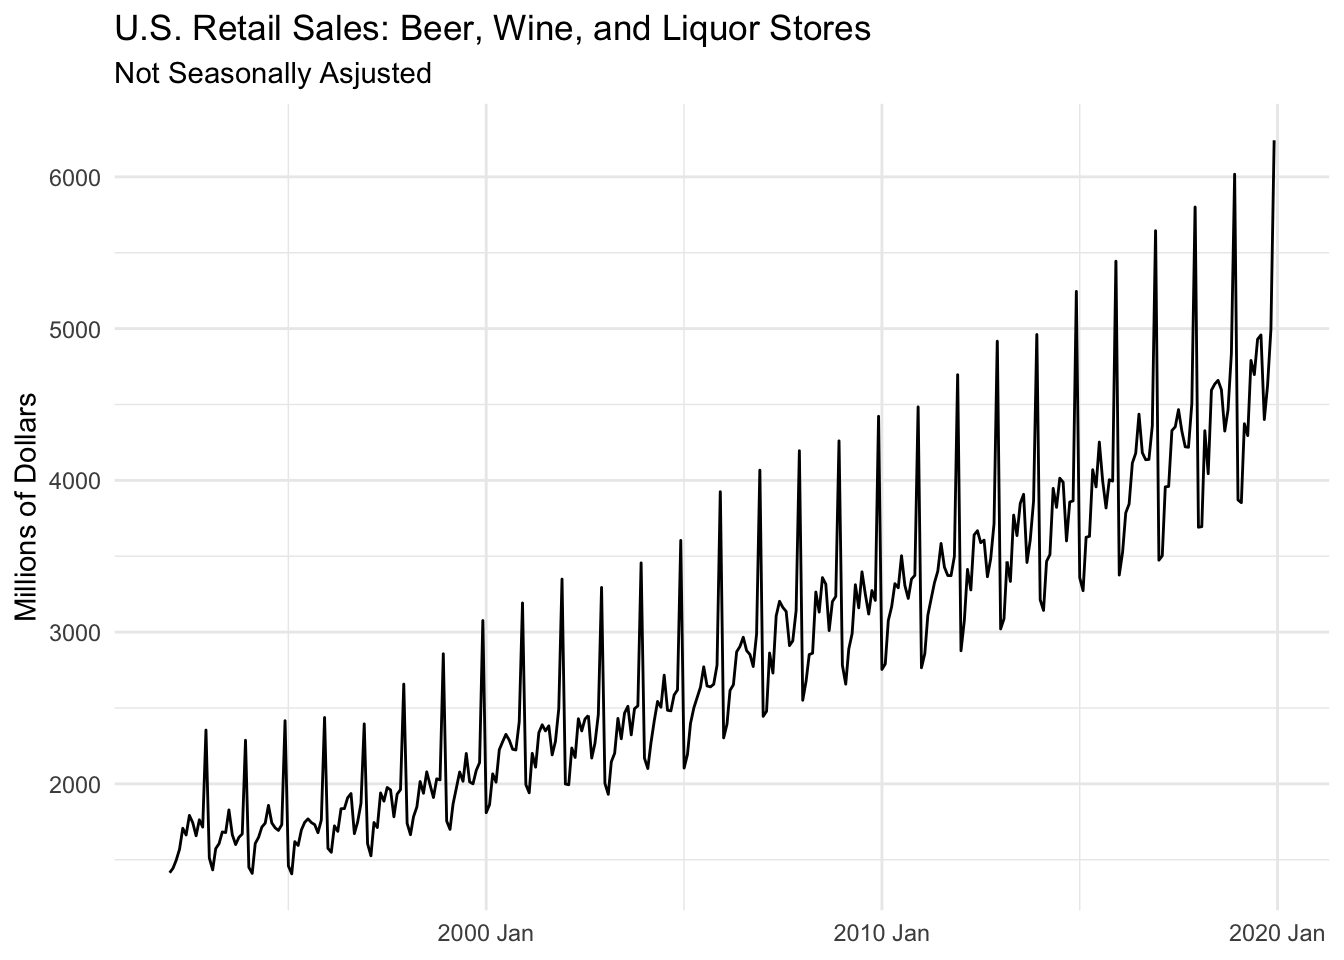 U.S. Retail Sales: Beer, Wine, and Liquor Stores
Not Seasonally Asjusted
Millions of Dollars
6000
5000
4000
3000
2000
2000 Jan
2010 Jan
2020 Jan